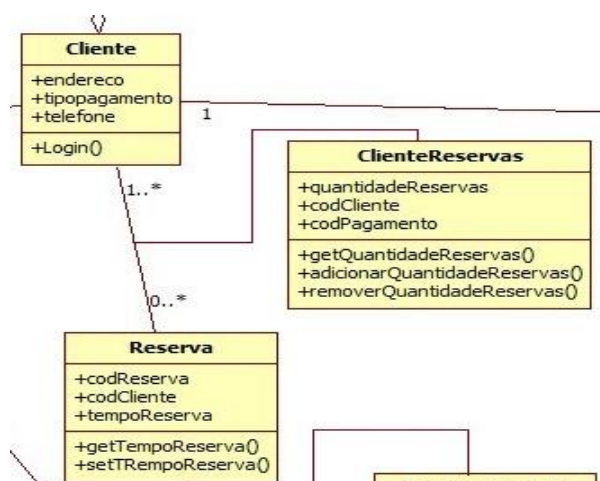 Cliente
+endereco
+tipopagamento
+telefone
+Login()
1
ClienteReservas
+quantidadeReservas
+codCliente
+codPagamento
+getQuantidadeReservas()
+adicionarQuantidadeReservas()
+removerQuantidadeReservas()
1..*
0..*
Reserva
+codReserva
+codCliente
+tempoReserva
+getTempoReserva()
+setTRempoReserva()